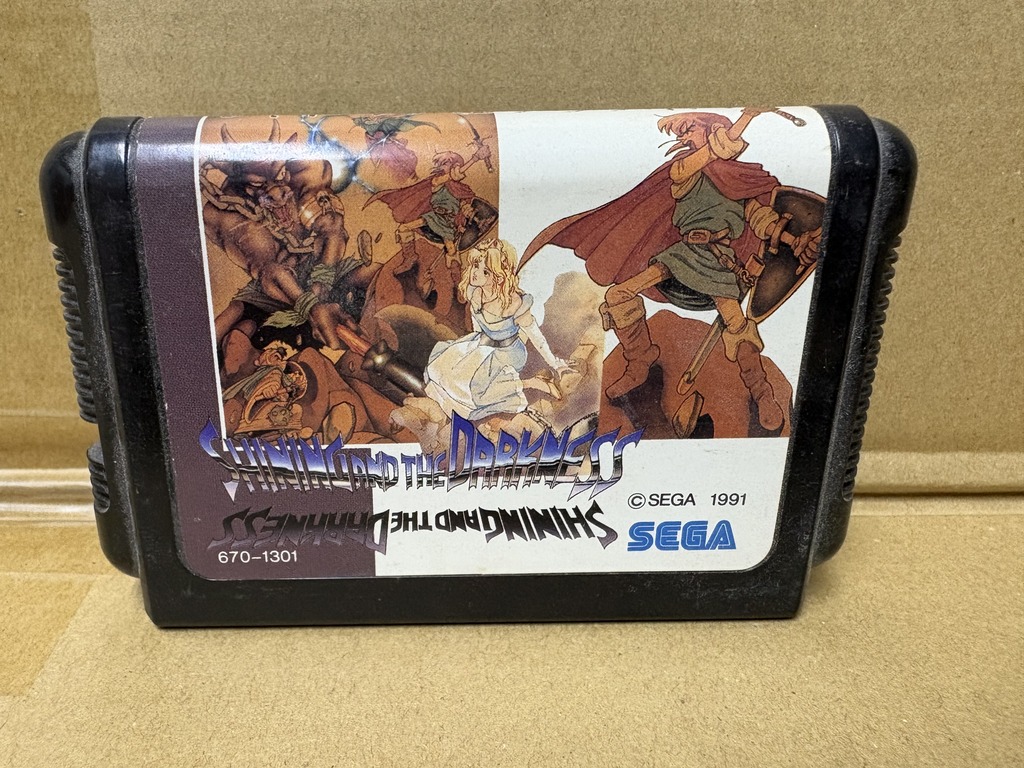 SHINING AND THE DARKNESS
SHINING AND THE DARKNESS
© SEGA 1991
SEGA
670-1301